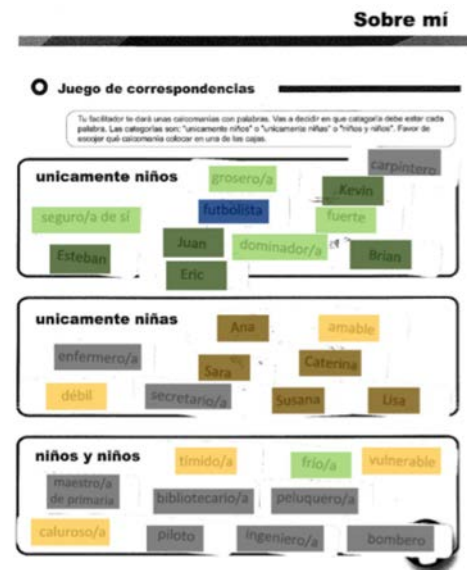 Sobre mí
Juego de correspondencias
Tu facilitador te dará unas calcomanías con palabras. Vas a decidir en que catagoría debe estar cada
palabra. Las categorías son: "unicamente niños" o "unicamente niñas" o "niños y niños". Favor de
escojer qué calcomanía colocar en una de las cajas.
carpintero
unicamente niños
grosero/a
Kevin
seguro/a de sí
futbolista
fuerte
Esteban
Juan
dominador/a
Brian
Eric
unicamente niñas
Ana
amable
enfermero/a
Sara
Caterina
débil
secretario/a
Susana
Lisa
niños y niños
tímido/a
frío/a
vulnerable
maestro/a
de primaria
bibliotecario/a
peluquero/a
caluroso/a
piloto
ingeniero/a
bombero